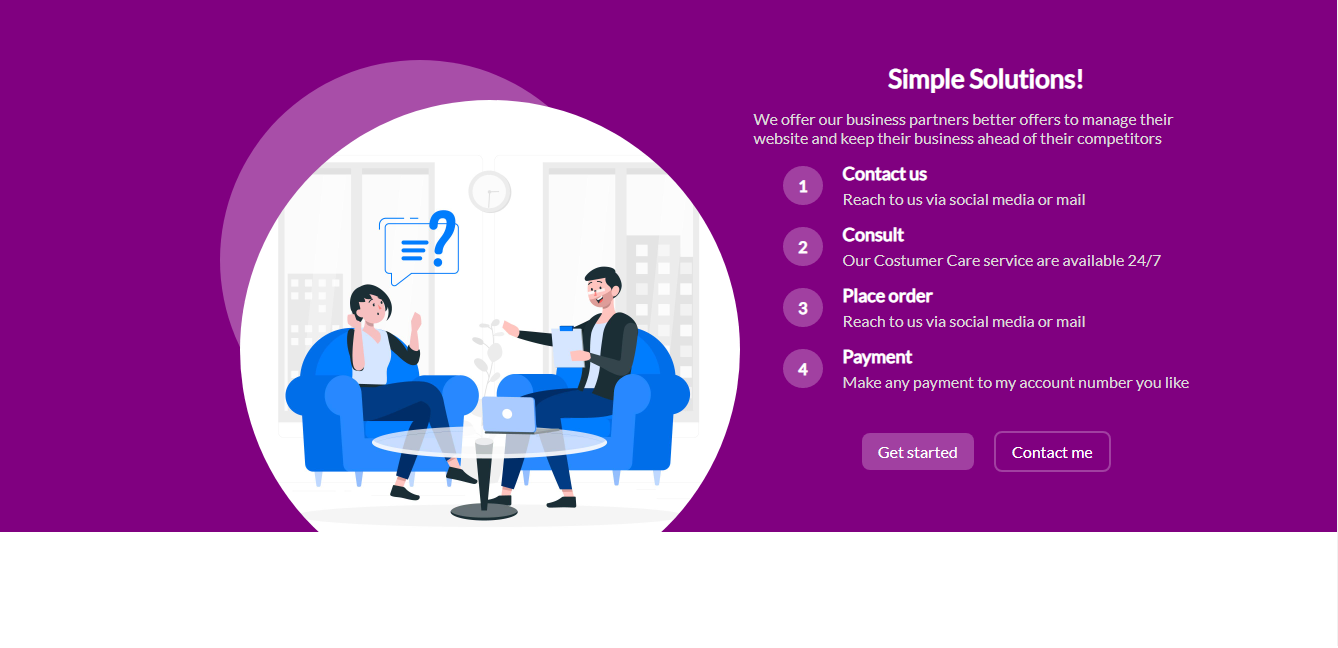 Simple Solutions!
We offer our business partners better offers to manage their
website and keep their business ahead of their competitors
1
Contact us
Reach to us via social media or mail
2
Consult
Our Costumer Care service are available 24/7
3
Place order
Reach to us via social media or mail
4
Payment
Make any payment to my account number you like
Get started
Contact me
?